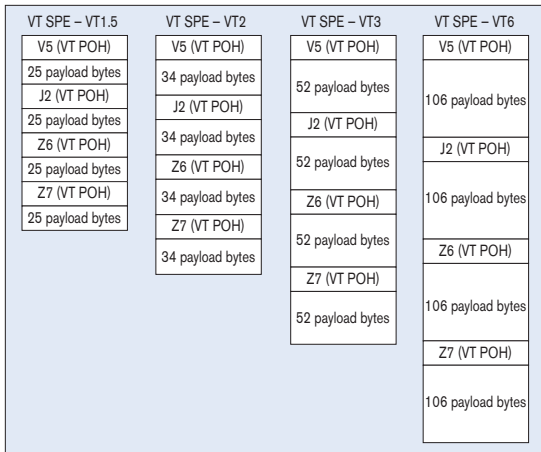 VT SPE – VT1.5
V5 (VT POH)
25 payload bytes
J2 (VT POH)
25 payload bytes
Z6 (VT POH)
25 payload bytes
Z7 (VT POH)
25 payload bytes
VT SPE – VT2
V5 (VT POH)
34 payload bytes
J2 (VT POH)
34 payload bytes
Z6 (VT POH)
34 payload bytes
Z7 (VT POH)
34 payload bytes
VT SPE – VT3
V5 (VT POH)
52 payload bytes
J2 (VT POH)
52 payload bytes
Z6 (VT POH)
52 payload bytes
Z7 (VT POH)
52 payload bytes
VT SPE – VT6
V5 (VT POH)
106 payload bytes
J2 (VT POH)
106 payload bytes
Z6 (VT POH)
106 payload bytes
Z7 (VT POH)
106 payload bytes